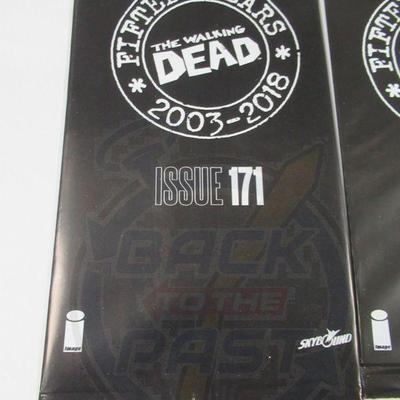 FIFTEEN YEARS
THE WALKING
DEAD
2003-2018
ISSUE 171
BACK
TO THE
PAST
image
SKYBOUND